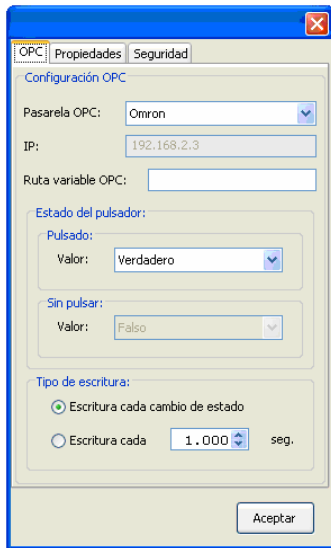 OPC Propiedades Seguridad
Configuración OPC
Pasarela OPC: Omron
IP: 192.168.2.3
Ruta variable OPC:
Estado del pulsador:
Pulsado:
Valor: Verdadero
Sin pulsar:
Valor: Falso
Tipo de escritura:
Escritura cada cambio de estado
Escritura cada 1.000 seg.
Aceptar